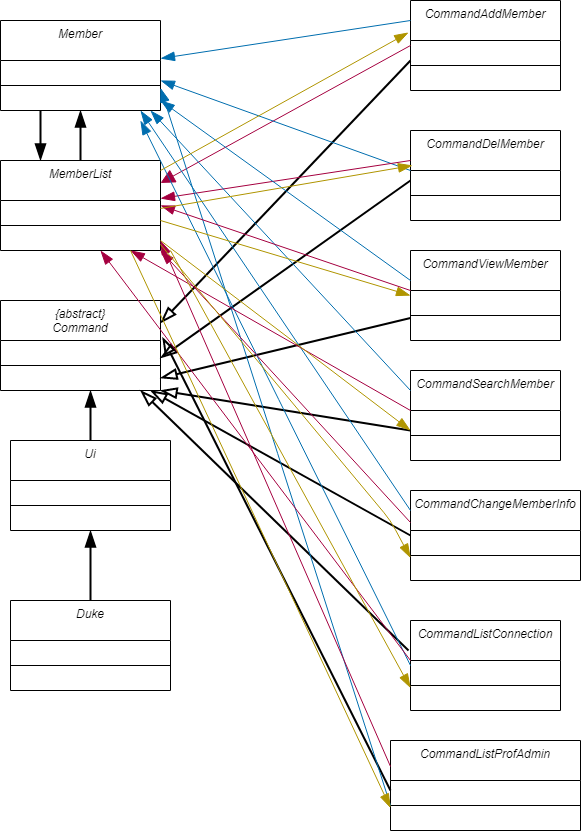 Member
MemberList
{abstract}
Command
Ui
Duke
CommandAddMember
CommandDelMember
CommandViewMember
CommandSearchMember
CommandChangeMemberInfo
CommandListConnection
CommandListProfAdmin